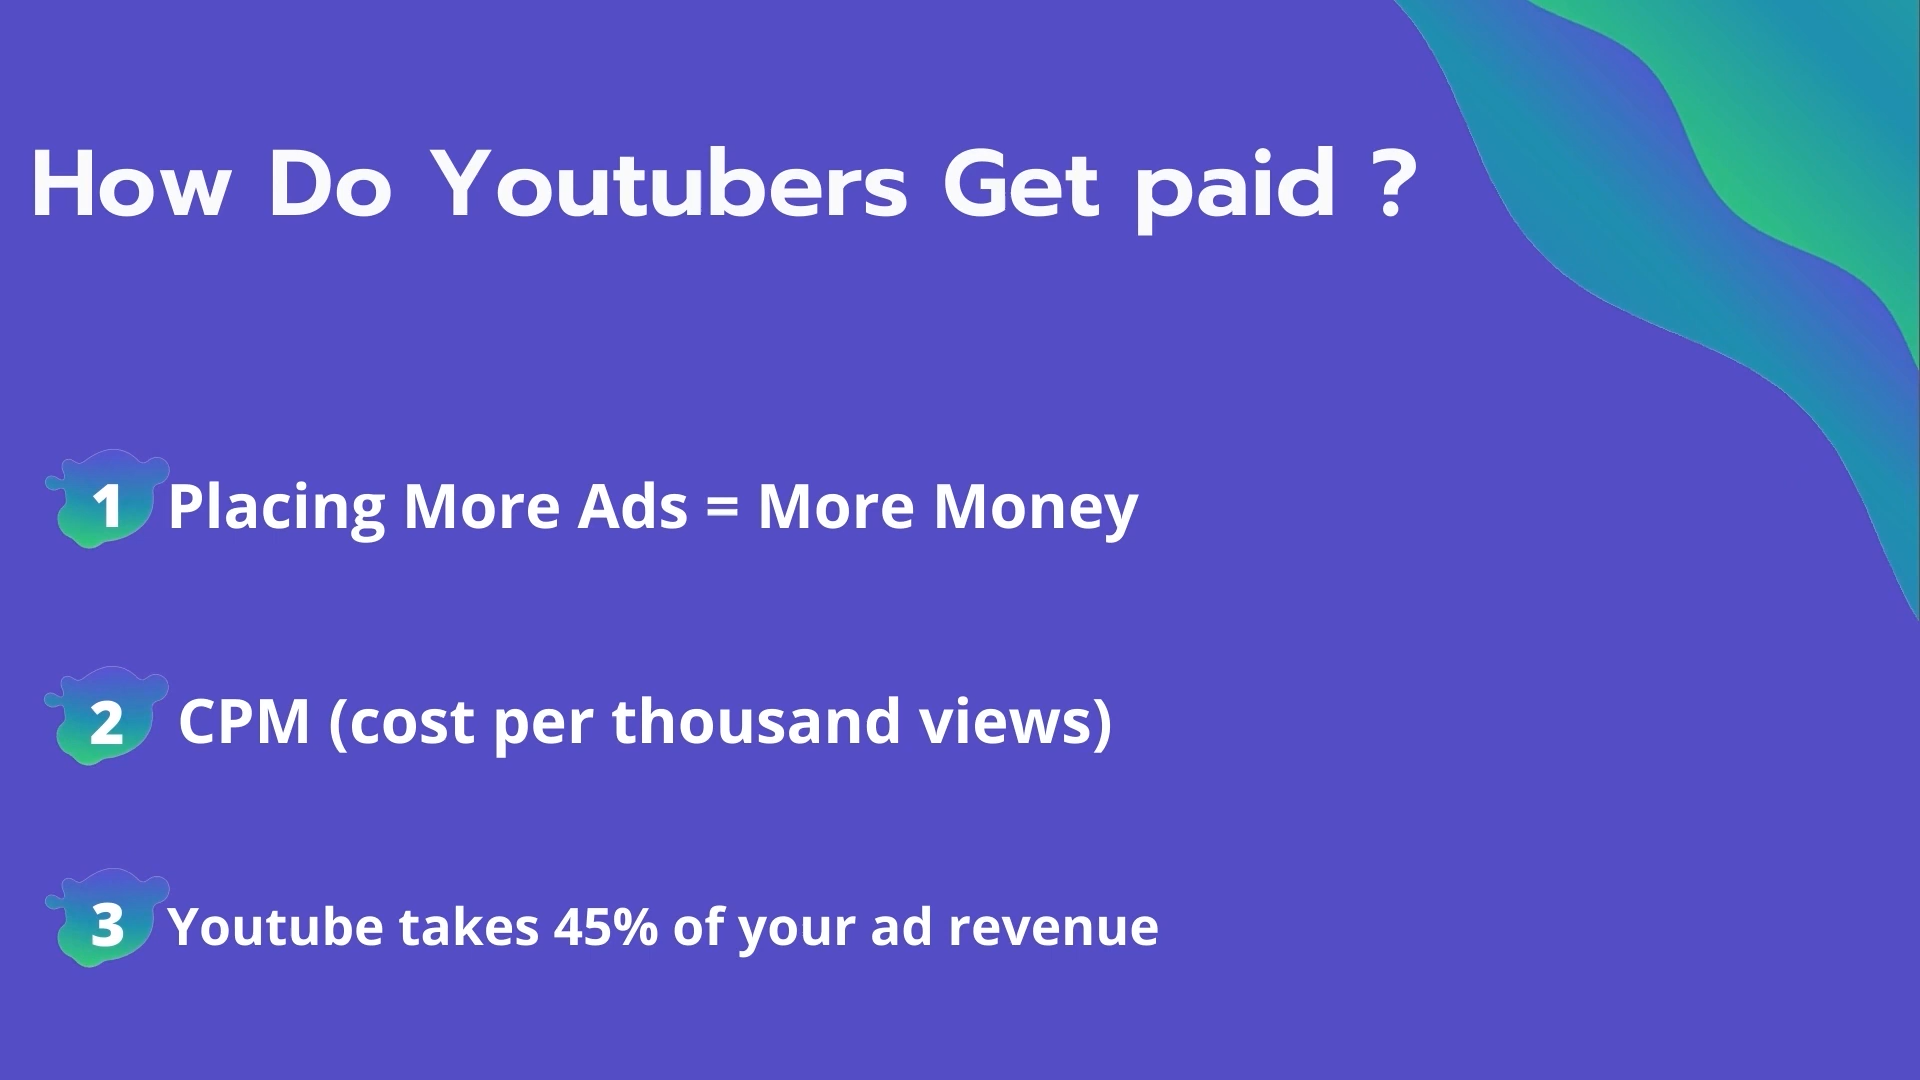 How Do Youtubers Get paid ?
1 Placing More Ads = More Money
2 CPM (cost per thousand views)
3 Youtube takes 45% of your ad revenue